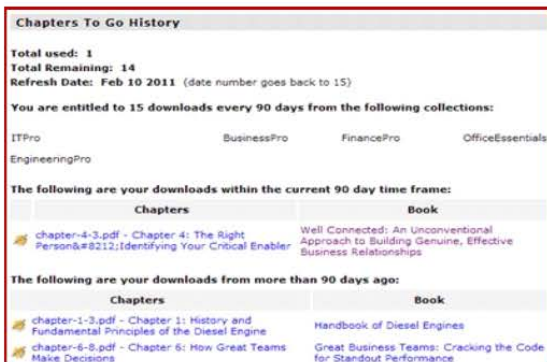 Chapters To Go History
Total used: 1
Total Remaining: 14
Refresh Date: Feb 10 2011 (date number goes back to 15)
You are entitled to 15 downloads every 90 days from the following collections:
ITPro BusinessPro FinancePro OfficeEssentials
EngineeringPro
The following are your downloads within the current 90 day time frame:
Chapters Book
chapter-4-3.pdf - Chapter 4: The Right
Person&#8212;Identifying Your Critical Enabler
Well Connected: An Unconventional
Approach to Building Genuine, Effective
Business Relationships
The following are your downloads from more than 90 days ago:
Chapters Book
chapter-1-3.pdf - Chapter 1: History and
Fundamental Principles of the Diesel Engine
Handbook of Diesel Engines
chapter-6-8.pdf - Chapter 6: How Great Teams
Make Decisions
Great Business Teams: Cracking the Code
for Standout Performance